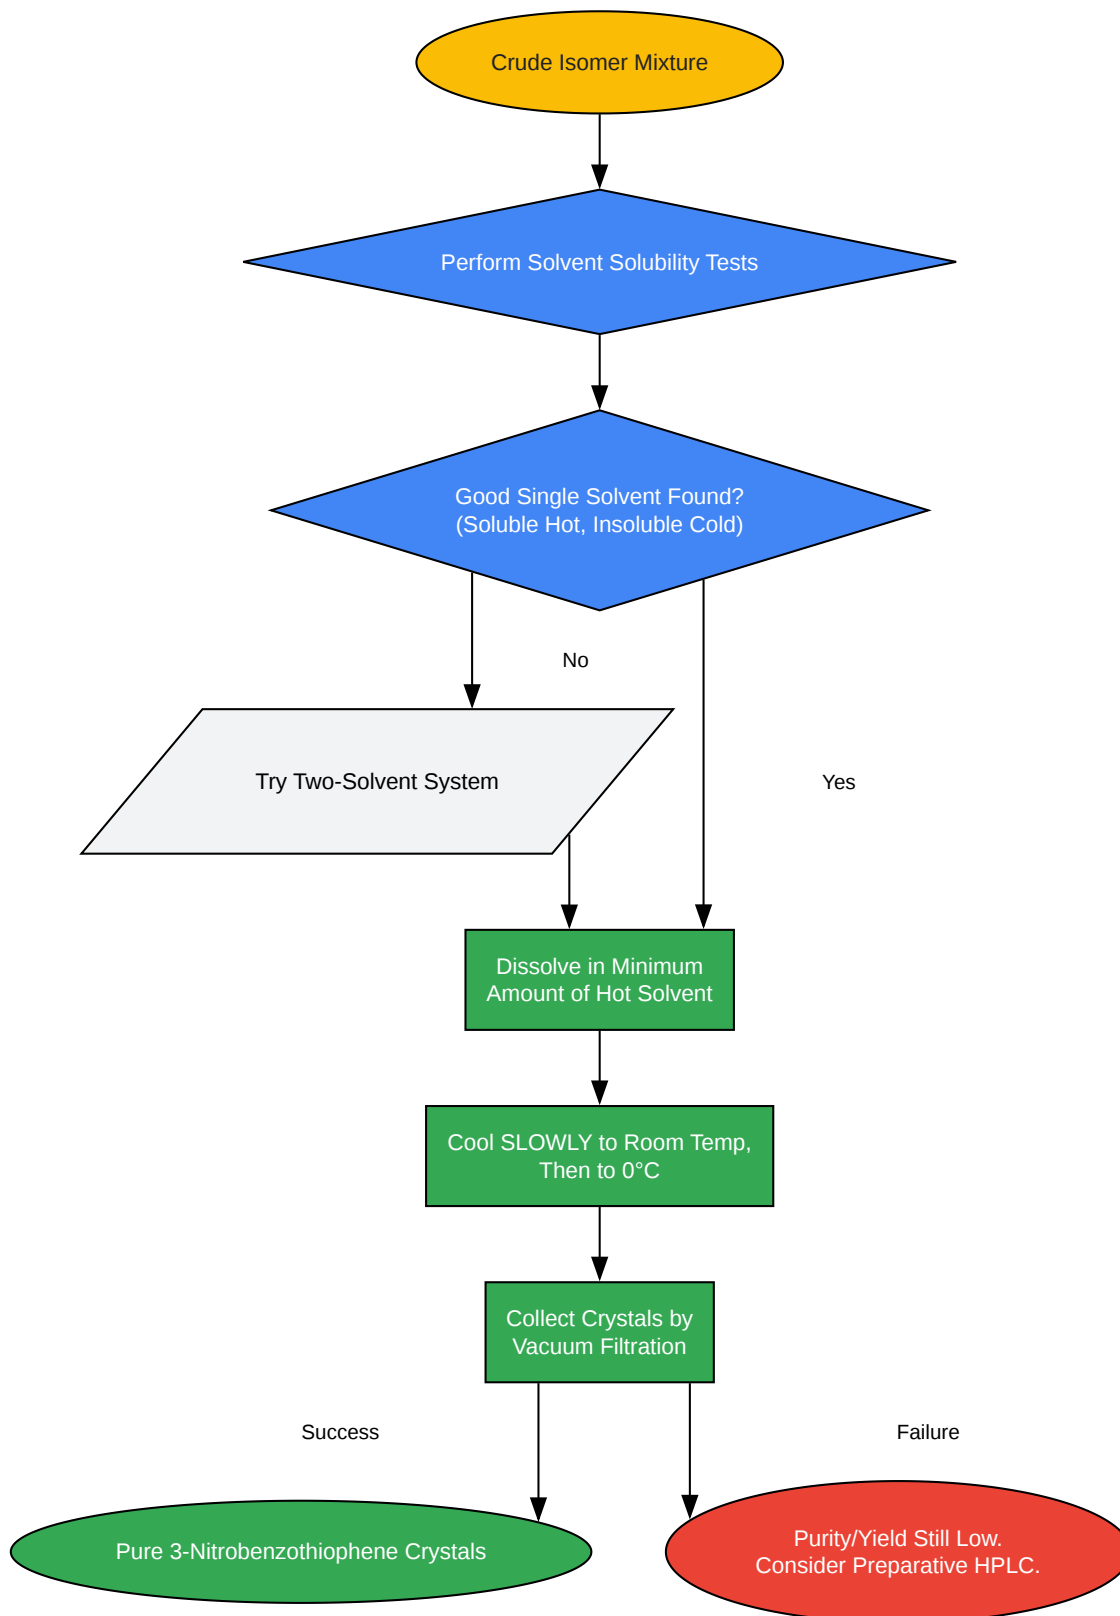 Crude Isomer Mixture
Perform Solvent Solubility Tests
Good Single Solvent Found?
(Soluble Hot, Insoluble Cold)
No
Try Two-Solvent System
Yes
Dissolve in Minimum
Amount of Hot Solvent
Cool SLOWLY to Room Temp,
Then to 0°C
Collect Crystals by
Vacuum Filtration
Success
Failure
Pure 3-Nitrobenzothiophene Crystals
Purity/Yield Still Low.
Consider Preparative HPLC.